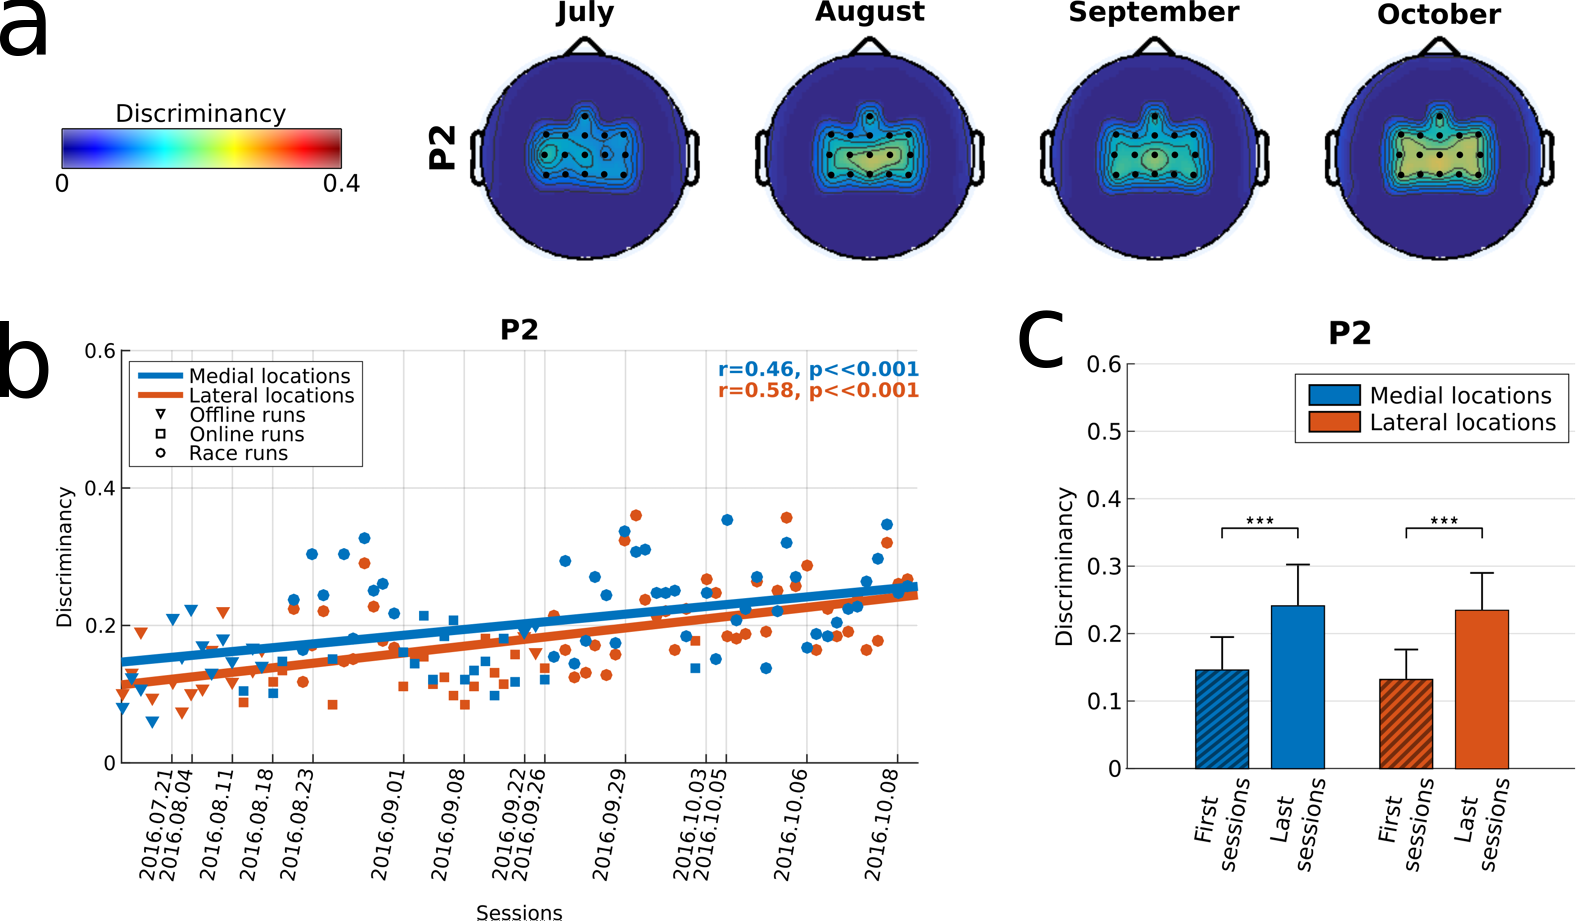 a
July
August
September
October
Discriminancy
0
0.4
P2
b
P2
0.6
0.4
0.2
0
Discriminancy
Medial locations
Lateral locations
Offline runs
Online runs
Race runs
r=0.46, p<<0.001
r=0.58, p<<0.001
2016.07.21
2016.08.04
2016.08.11
2016.08.18
2016.08.23
2016.09.01
2016.09.08
2016.09.22
2016.09.26
2016.09.29
2016.10.03
2016.10.05
2016.10.06
2016.10.08
Sessions
c
P2
0.6
0.5
0.4
0.3
0.2
0.1
0
Discriminancy
Medial locations
Lateral locations
***
***
First
sessions
Last
sessions
First
sessions
Last
sessions